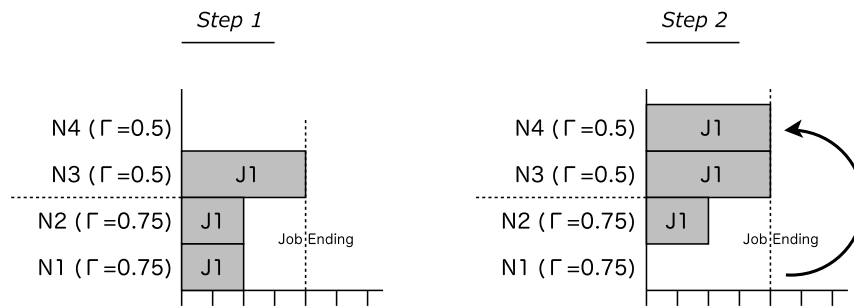 Step 1
N4 (Γ=0.5)
N3 (Γ=0.5)
J1
N2 (Γ=0.75)
J1
Job Ending
N1 (Γ=0.75)
J1
Step 2
N4 (Γ=0.5)
J1
N3 (Γ=0.5)
J1
N2 (Γ=0.75)
J1
Job Ending
N1 (Γ=0.75)